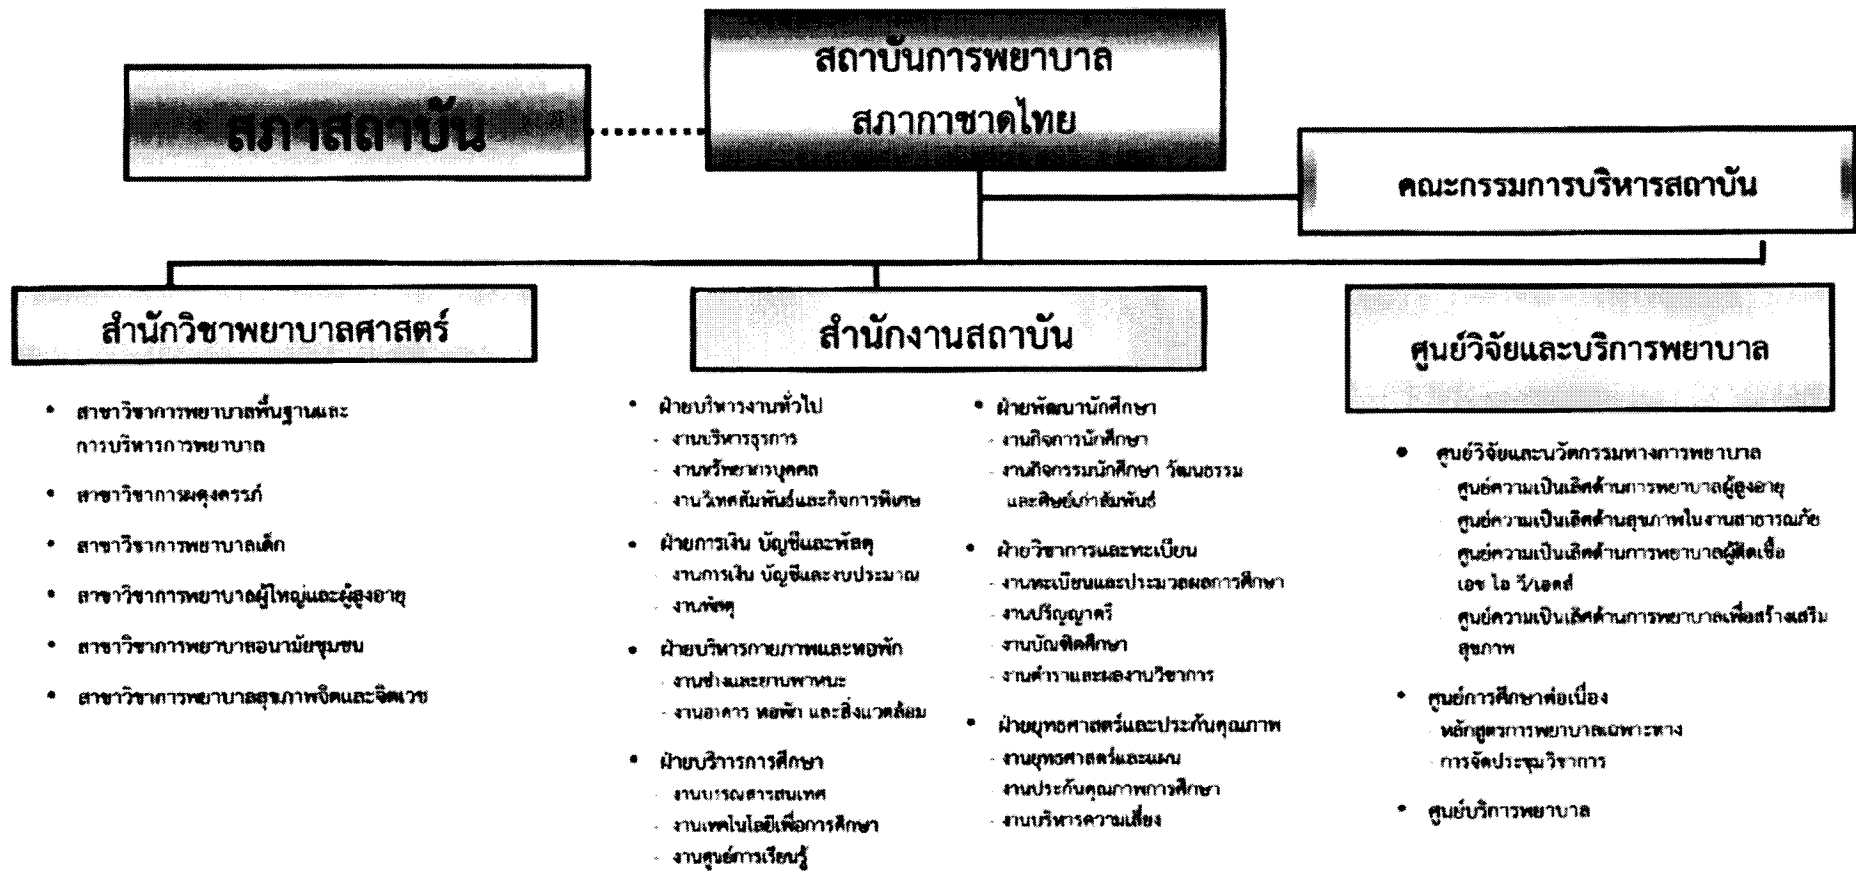 สถาบันการพยาบาล
สภากาชาดไทย
สภาสถาบัน
คณะกรรมการบริหารสถาบัน
สำนักวิชาพยาบาลศาสตร์
• สาขาวิชาการพยาบาลพื้นฐานและ
การบริหารการพยาบาล
• สาขาวิชาการผดุงครรภ์
• สาขาวิชาการพยาบาลเด็ก
• สาขาวิชาการพยาบาลผู้ใหญ่และผู้สูงอายุ
• สาขาวิชาการพยาบาลอนามัยชุมชน
• สาขาวิชาการพยาบาลสุขภาพจิตและจิตเวช
สำนักงานสถาบัน
• ฝ่ายบริหารงานทั่วไป
- งานบริหารธุรการ
- งานทรัพยากรบุคคล
- งานวิเทศสัมพันธ์และกิจการพิเศษ
• ฝ่ายการเงิน บัญชีและพัสดุ
- งานการเงิน บัญชีและงบประมาณ
- งานพัสดุ
• ฝ่ายบริหารกายภาพและหอพัก
- งานช่างและยานพาหนะ
- งานอาคาร หอพัก และสิ่งแวดล้อม
• ฝ่ายบริการการศึกษา
- งานบรรณสารสนเทศ
- งานเทคโนโลยีเพื่อการศึกษา
- งานศูนย์การเรียนรู้
• ฝ่ายพัฒนานักศึกษา
- งานกิจการนักศึกษา
- งานกิจกรรมนักศึกษา วัฒนธรรม
และศิษย์เก่าสัมพันธ์
• ฝ่ายวิชาการและทะเบียน
- งานทะเบียนและประมวลผลการศึกษา
- งานปริญญาตรี
- งานบัณฑิตศึกษา
- งานตำราและผลงานวิชาการ
• ฝ่ายยุทธศาสตร์และประกันคุณภาพ
- งานยุทธศาสตร์และแผน
- งานประกันคุณภาพการศึกษา
- งานบริหารความเสี่ยง
ศูนย์วิจัยและบริการพยาบาล
• ศูนย์วิจัยและนวัตกรรมทางการพยาบาล
- ศูนย์ความเป็นเลิศด้านการพยาบาลผู้สูงอายุ
- ศูนย์ความเป็นเลิศด้านสุขภาพในงานสาธารณภัย
- ศูนย์ความเป็นเลิศด้านการพยาบาลผู้ติดเชื้อ
เอช ไอ วี/เอดส์
- ศูนย์ความเป็นเลิศด้านการพยาบาลเพื่อสร้างเสริม
สุขภาพ
• ศูนย์การศึกษาต่อเนื่อง
- หลักสูตรการพยาบาลเฉพาะทาง
- การจัดประชุมวิชาการ
• ศูนย์บริการพยาบาล